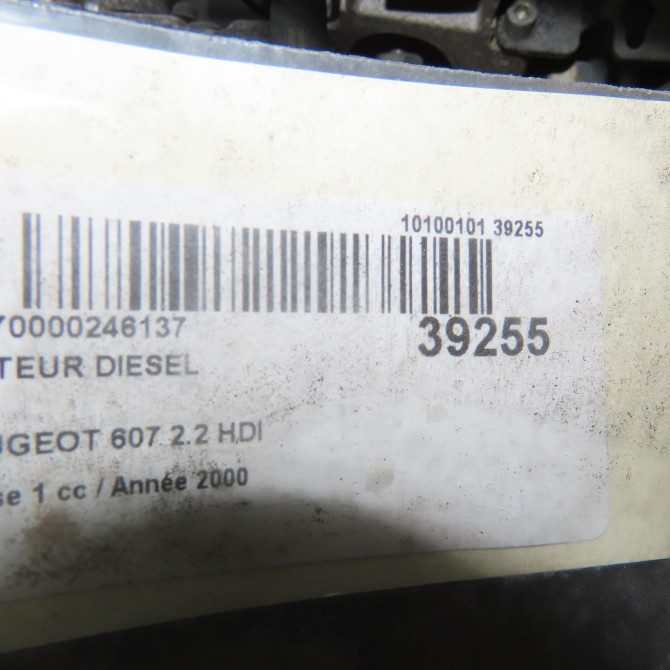 10100101 39255
70000246137
39255
TEUR DIESEL
UGEOT 607 2.2 HDI
se 1 cc / Année 2000